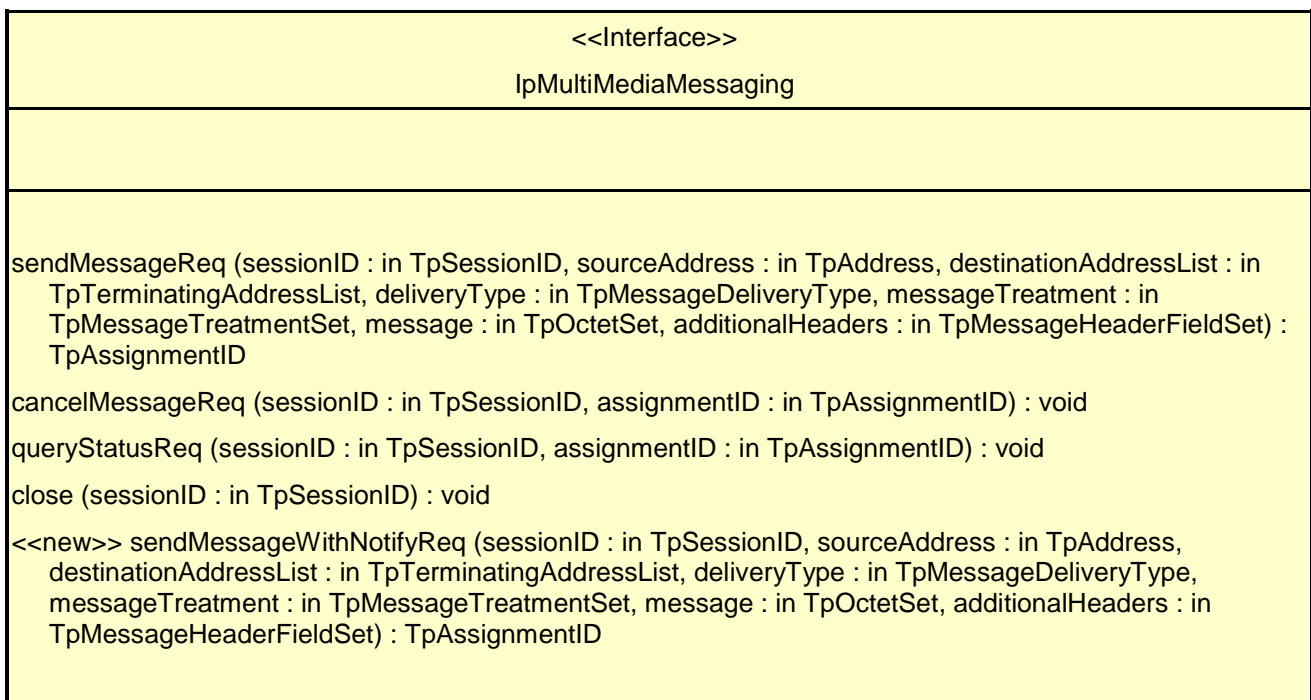 <<Interface>>
IpMultiMediaMessaging
sendMessageReq (sessionID : in TpSessionID, sourceAddress : in TpAddress, destinationAddressList : in
TpTerminatingAddressList, deliveryType : in TpMessageDeliveryType, messageTreatment : in
TpMessageTreatmentSet, message : in TpOctetSet, additionalHeaders : in TpMessageHeaderFieldSet) :
TpAssignmentID
cancelMessageReq (sessionID : in TpSessionID, assignmentID : in TpAssignmentID) : void
queryStatusReq (sessionID : in TpSessionID, assignmentID : in TpAssignmentID) : void
close (sessionID : in TpSessionID) : void
<<new>> sendMessageWithNotifyReq (sessionID : in TpSessionID, sourceAddress : in TpAddress,
destinationAddressList : in TpTerminatingAddressList, deliveryType : in TpMessageDeliveryType,
messageTreatment : in TpMessageTreatmentSet, message : in TpOctetSet, additionalHeaders : in
TpMessageHeaderFieldSet) : TpAssignmentID